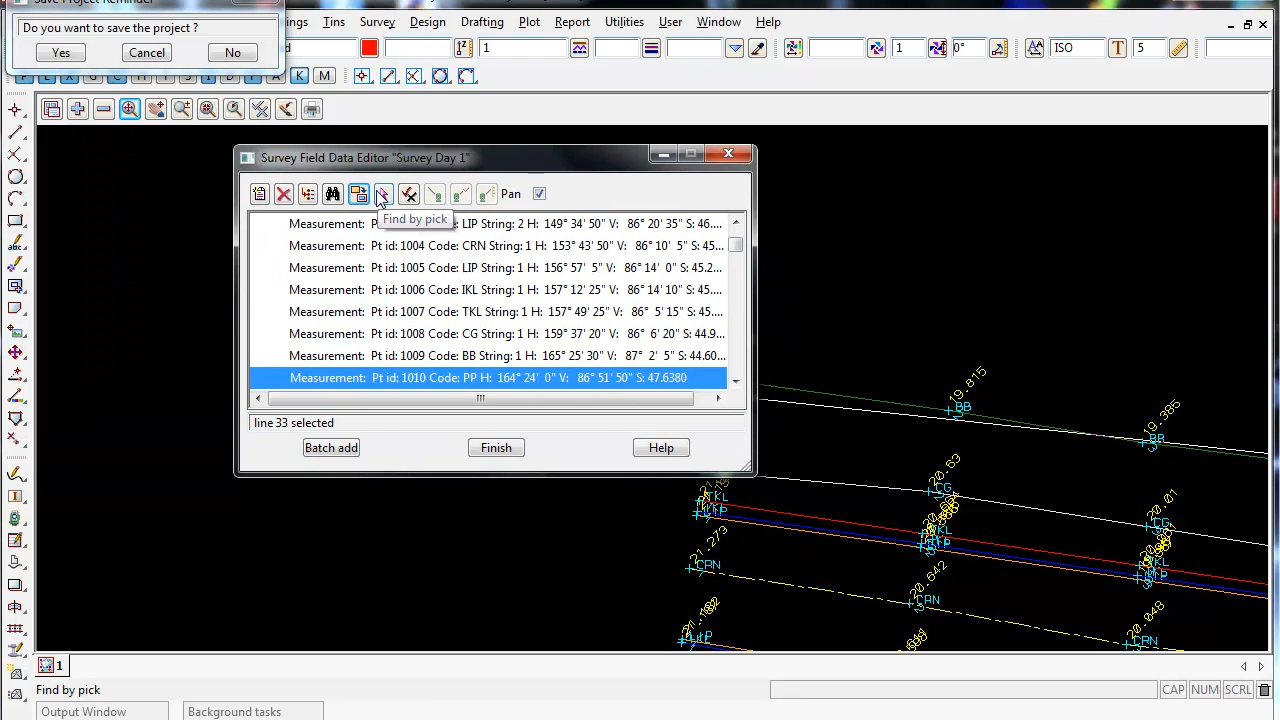 Save Project Reminder
Do you want to save the project ?
Yes Cancel No
Tins Survey Design Drafting Plot Report Utilities User Window Help
1 1 0° ISO T 5
K M
Survey Field Data Editor "Survey Day 1"
Pan
Find by pick
Measurement: LIP String: 2 H: 149° 34' 50" V: 86° 20' 35" S: 46....
Measurement: Pt id: 1004 Code: CRN String: 1 H: 153° 43' 50" V: 86° 10' 5" S: 45...
Measurement: Pt id: 1005 Code: LIP String: 1 H: 156° 57' 5" V: 86° 14' 0" S: 45.2...
Measurement: Pt id: 1006 Code: IKL String: 1 H: 157° 12' 25" V: 86° 14' 10" S: 45....
Measurement: Pt id: 1007 Code: TKL String: 1 H: 157° 49' 25" V: 86° 5' 15" S: 45....
Measurement: Pt id: 1008 Code: CG String: 1 H: 159° 37' 20" V: 86° 6' 20" S: 44.9...
Measurement: Pt id: 1009 Code: BB String: 1 H: 165° 25' 30" V: 87° 2' 5" S: 44.60...
Measurement: Pt id: 1010 Code: PP H: 164° 24' 0" V: 86° 51' 50" S: 47.6380
line 33 selected
Batch add Finish Help
19.815
BB
19.385
20.63
CG
20.01
CG
TKL
21.273
CRN
20.642
CRN
20.048
CRN
LIP
1
Find by pick
CAP NUM SCRL
Output Window Background tasks